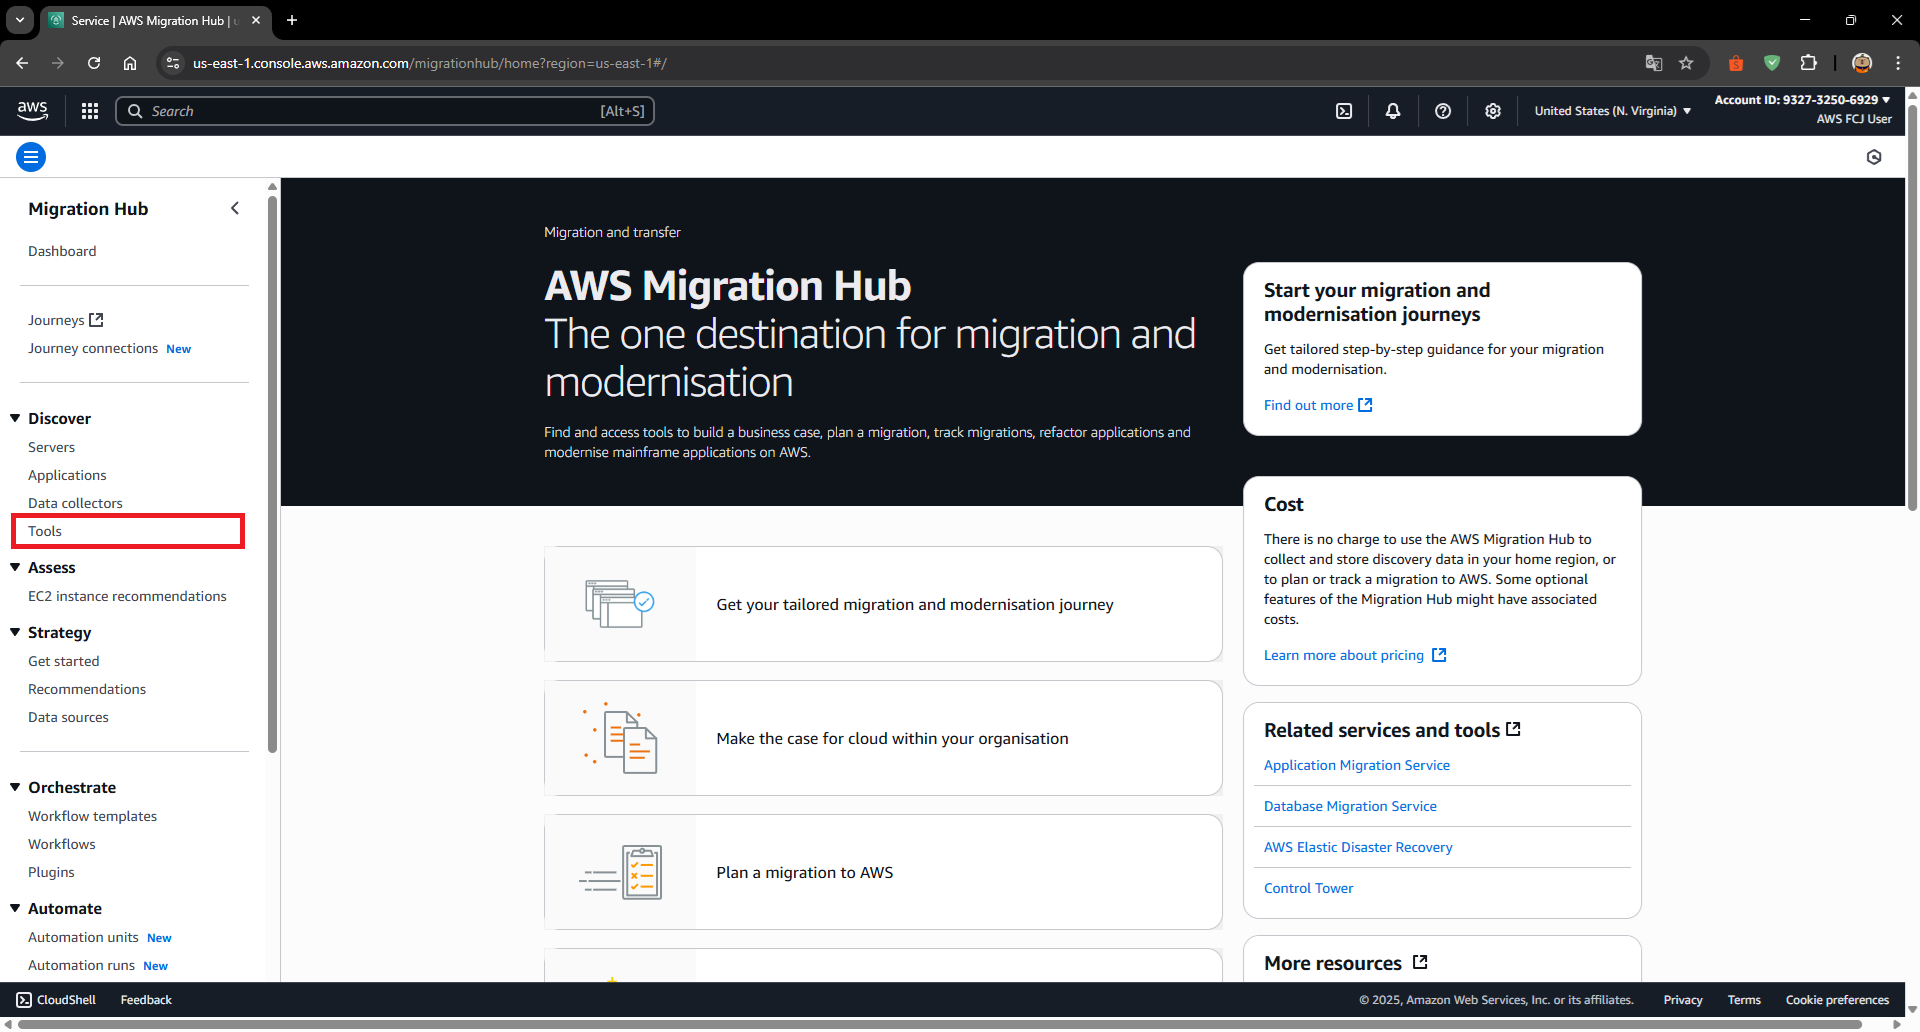 Service | AWS Migration Hub |
us-east-1.console.aws.amazon.com/migrationhub/home?region=us-east-1#/
aws
Search
[Alt+S]
United States (N. Virginia)
Account ID: 9327-3250-6929
AWS FCJ User
Migration Hub
Dashboard
Journeys
Journey connections New
Discover
Servers
Applications
Data collectors
Tools
Assess
EC2 instance recommendations
Strategy
Get started
Recommendations
Data sources
Orchestrate
Workflow templates
Workflows
Plugins
Automate
Automation units New
Automation runs New
Migration and transfer
AWS Migration Hub
The one destination for migration and
modernisation
Find and access tools to build a business case, plan a migration, track migrations, refactor applications and
modernise mainframe applications on AWS.
Get your tailored migration and modernisation journey
Make the case for cloud within your organisation
Plan a migration to AWS
Start your migration and
modernisation journeys
Get tailored step-by-step guidance for your migration
and modernisation.
Find out more
Cost
There is no charge to use the AWS Migration Hub to
collect and store discovery data in your home region, or
to plan or track a migration to AWS. Some optional
features of the Migration Hub might have associated
costs.
Learn more about pricing
Related services and tools
Application Migration Service
Database Migration Service
AWS Elastic Disaster Recovery
Control Tower
More resources
CloudShell
Feedback
© 2025, Amazon Web Services, Inc. or its affiliates.
Privacy
Terms
Cookie preferences